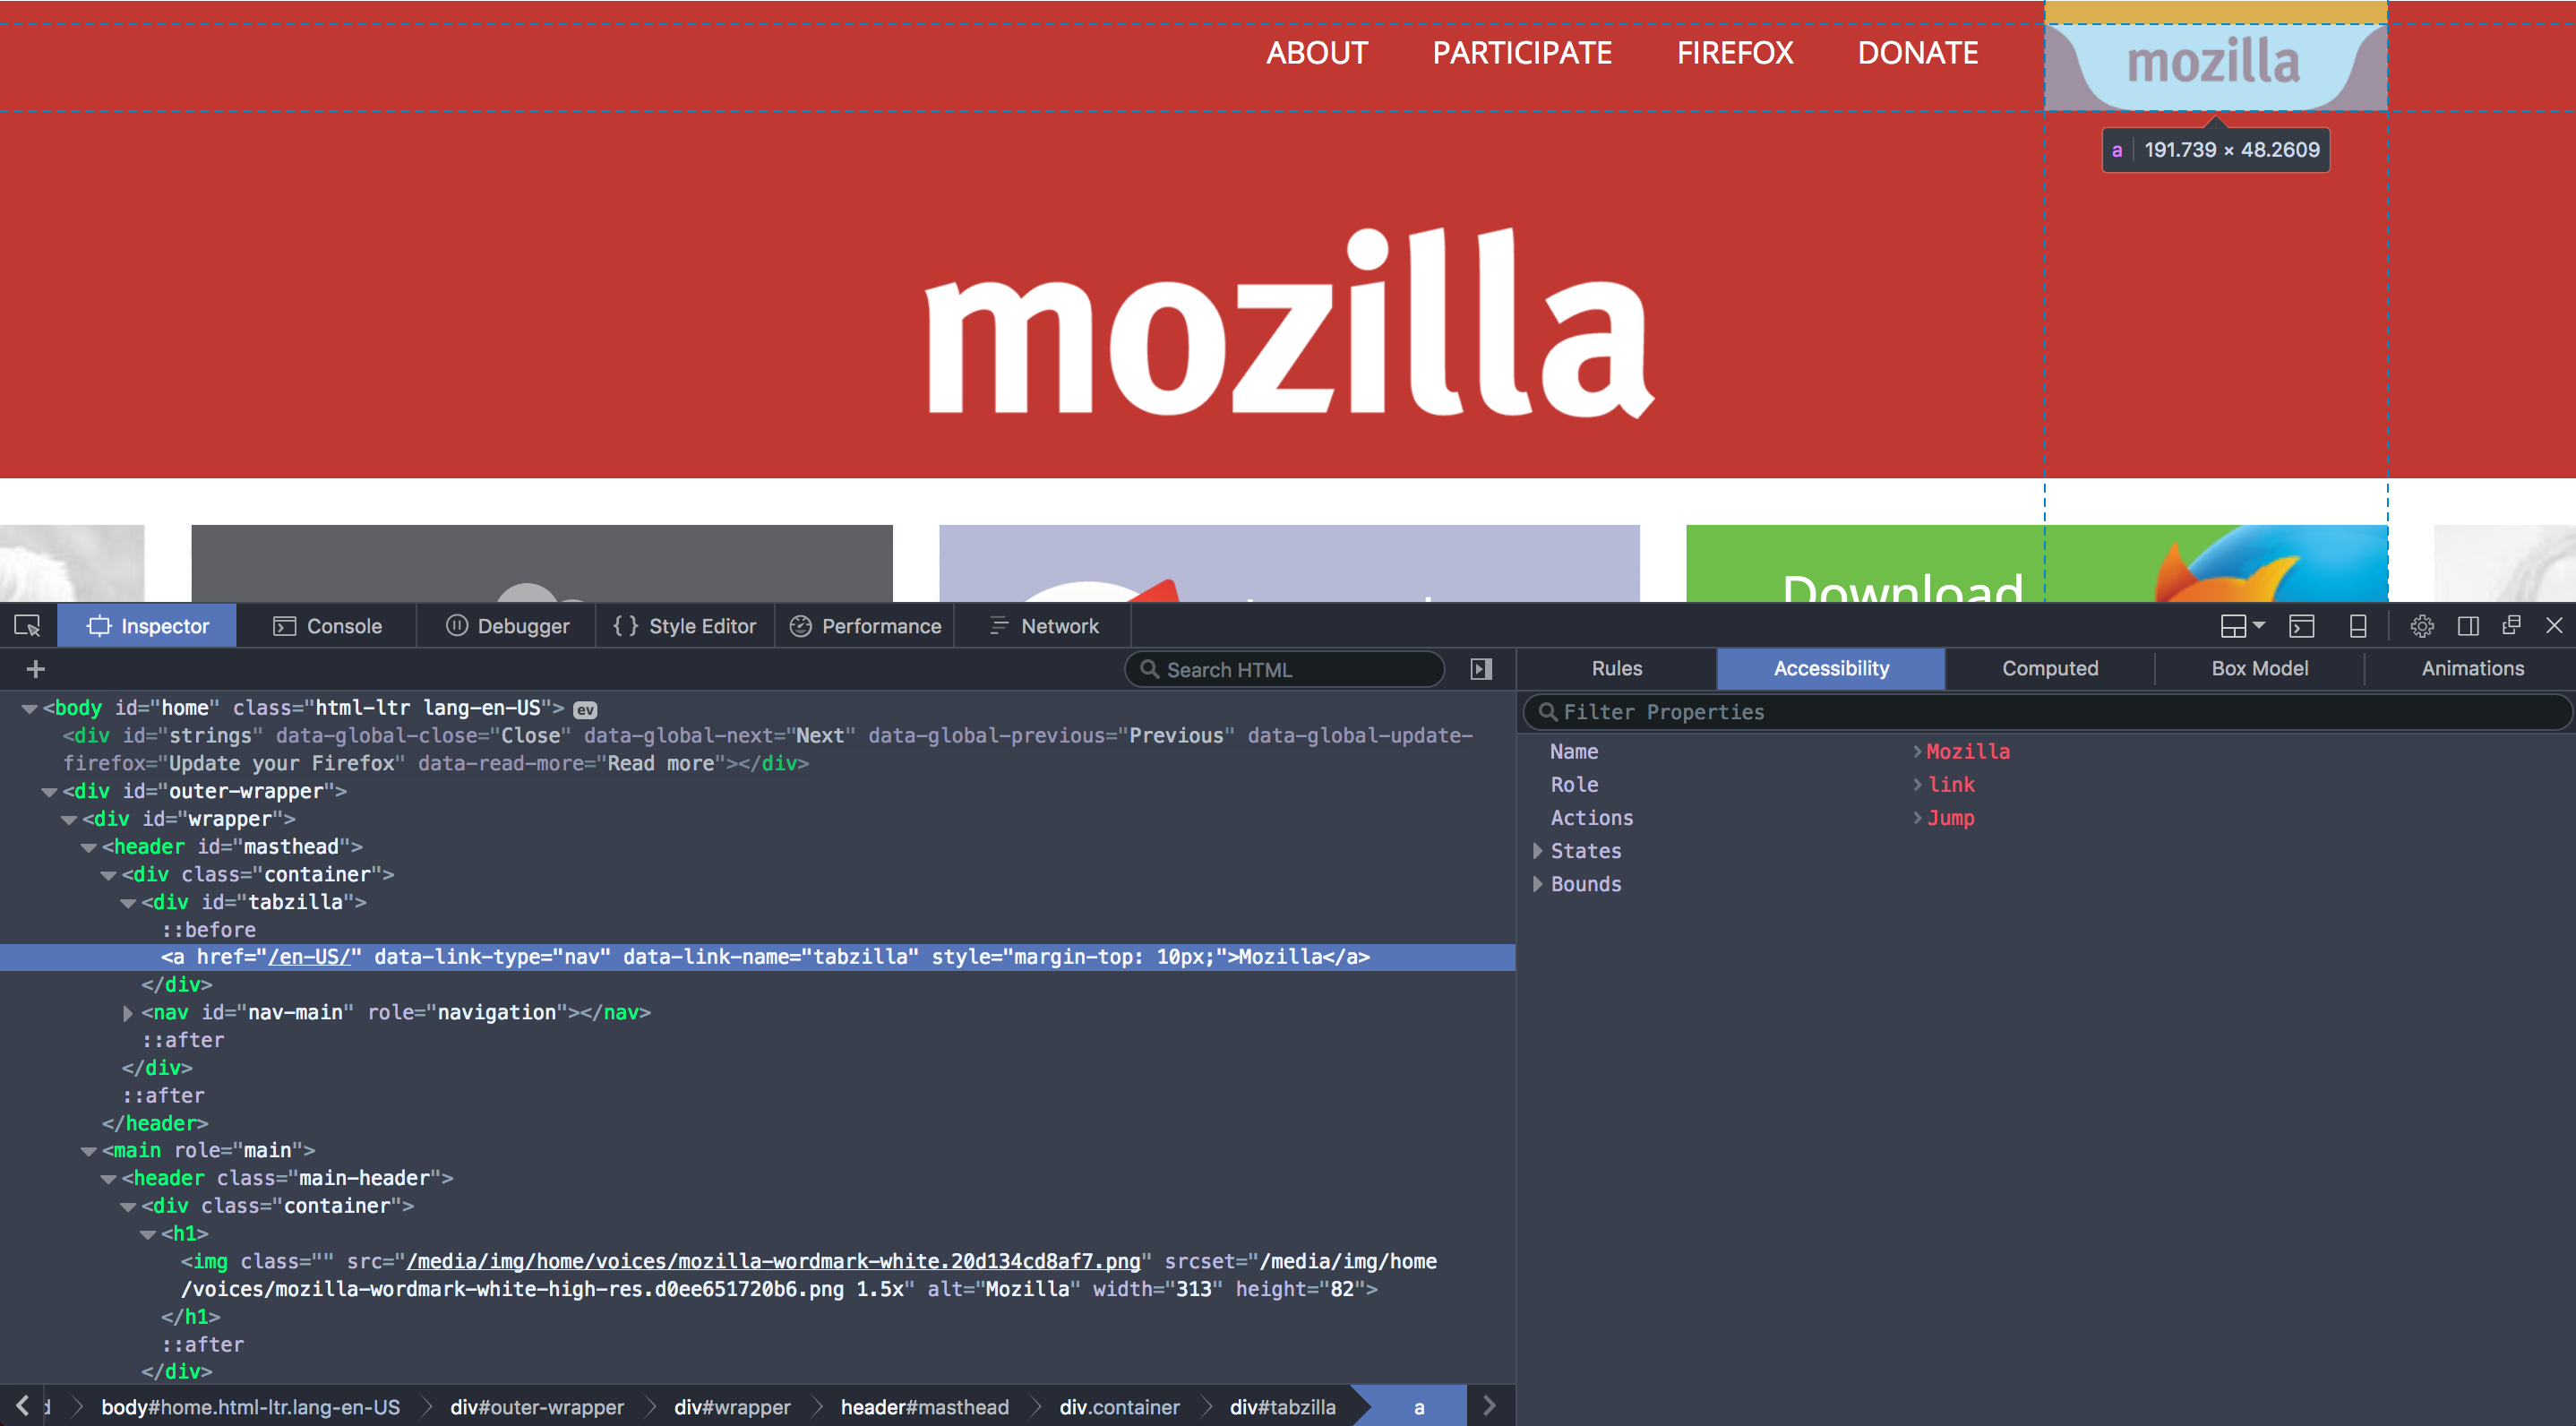 ABOUT PARTICIPATE FIREFOX DONATE mozilla
a 191.739 × 48.2609
mozilla
Download
Inspector Console Debugger Style Editor Performance Network
+ Search HTML
Rules Accessibility Computed Box Model Animations
<body id="home" class="html-ltr lang-en-US"> ev
<div id="strings" data-global-close="Close" data-global-next="Next" data-global-previous="Previous" data-global-update-
firefox="Update your Firefox" data-read-more="Read more"></div>
<div id="outer-wrapper">
<div id="wrapper">
<header id="masthead">
<div class="container">
<div id="tabzilla">
::before
<a href="/en-US/" data-link-type="nav" data-link-name="tabzilla" style="margin-top: 10px;">Mozilla</a>
</div>
<nav id="nav-main" role="navigation"></nav>
::after
</div>
::after
</header>
<main role="main">
<header class="main-header">
<div class="container">
<h1>
<img class="" src="/media/img/home/voices/mozilla-wordmark-white.20d134cd8af7.png" srcset="/media/img/home
/voices/mozilla-wordmark-white-high-res.d0ee651720b6.png 1.5x" alt="Mozilla" width="313" height="82">
</h1>
::after
</div>
Filter Properties
Name Mozilla
Role link
Actions Jump
States
Bounds
body#home.html-ltr.lang-en-US div#outer-wrapper div#wrapper header#masthead div.container div#tabzilla a